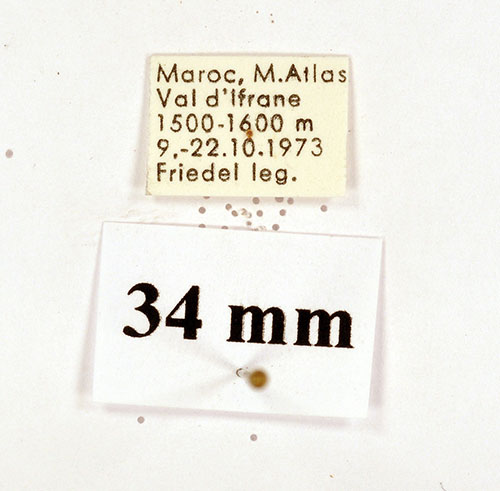 Maroc, M.Atlas
Val d'Ifrane
1500-1600 m
9.-22.10.1973
Friedel leg.
34 mm